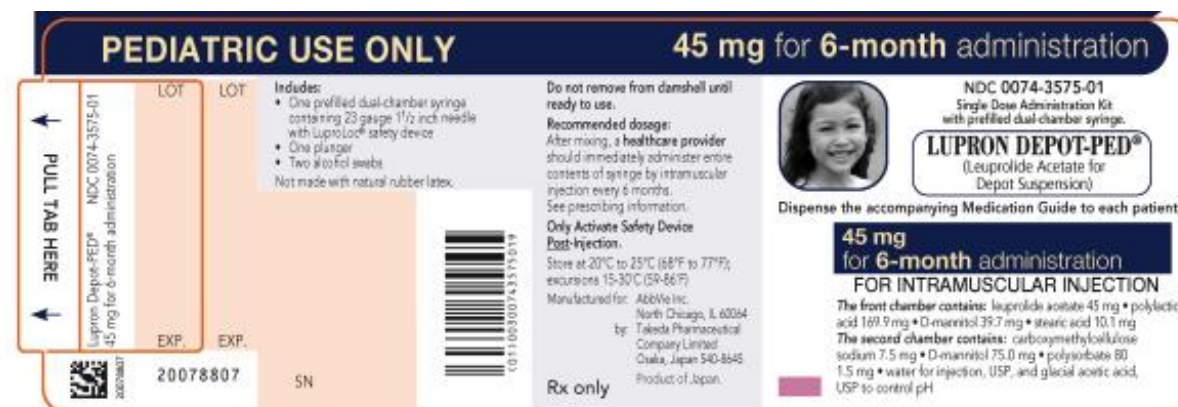 PEDIATRIC USE ONLY
45 mg for 6-month administration
PULL TAB HERE
Lupron Depot-PED® NDC 0074-3575-01
45 mg for 6-month administration
LOT
EXP.
LOT
EXP.
20078807
20078807
SN
Includes:
• One prefilled dual-chamber syringe
containing 23 gauge 1 1/2 inch needle
with LuproLoc® safety device
• One plunger
• Two alcohol swabs
Not made with natural rubber latex.
(01)00300743575019
Do not remove from clamshell until
ready to use.
Recommended dosage:
After mixing, a healthcare provider
should immediately administer entire
contents of syringe by intramuscular
injection every 6 months.
See prescribing information.
Only Activate Safety Device
Post-Injection.
Store at 20°C to 25°C (68°F to 77°F);
excursions 15-30°C (59-86°F)
Manufactured for: AbbVie Inc.
North Chicago, IL 60064
by: Takeda Pharmaceutical
Company Limited
Osaka, Japan 540-8645
Product of Japan.
Rx only
NDC 0074-3575-01
Single Dose Administration Kit
with prefilled dual-chamber syringe.
LUPRON DEPOT-PED®
(Leuprolide Acetate for
Depot Suspension)
Dispense the accompanying Medication Guide to each patient
45 mg
for 6-month administration
FOR INTRAMUSCULAR INJECTION
The front chamber contains: leuprolide acetate 45 mg • polylactic
acid 169.9 mg • D-mannitol 39.7 mg • stearic acid 10.1 mg
The second chamber contains: carboxymethylcellulose
sodium 7.5 mg • D-mannitol 75.0 mg • polysorbate 80
1.5 mg • water for injection, USP, and glacial acetic acid,
USP to control pH